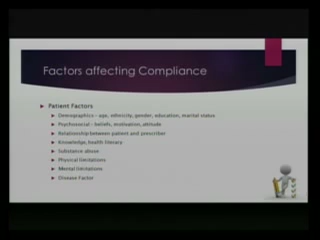 Factors affecting Compliance
Patient Factors
Demographics - age, ethnicity, gender, education, marital status
Psychosocial - beliefs, motivation, attitude
Relationship between patient and prescriber
Knowledge, health literacy
Substance abuse
Physical limitations
Mental limitations
Disease Factor